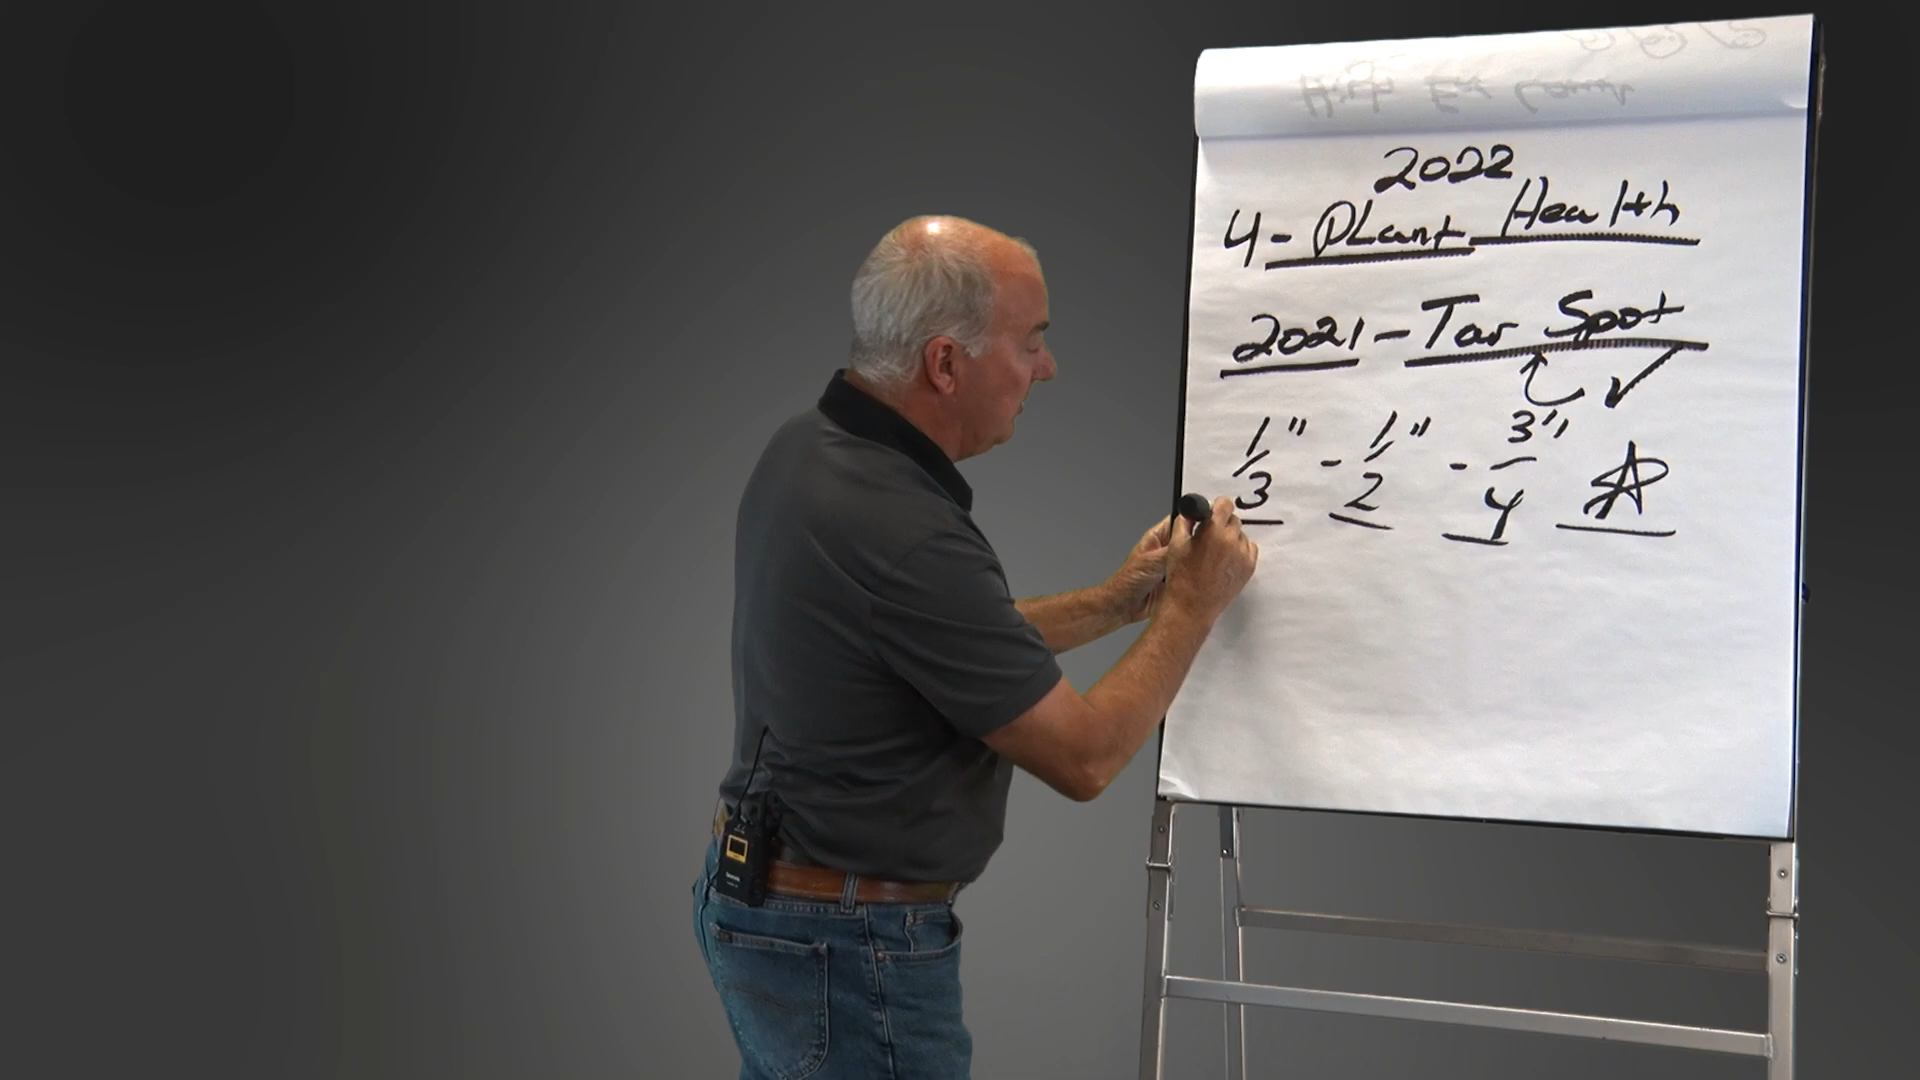 2022
4- Plant Health
2021 - Tar Spot
1/3" - 1/2" - 3/4"